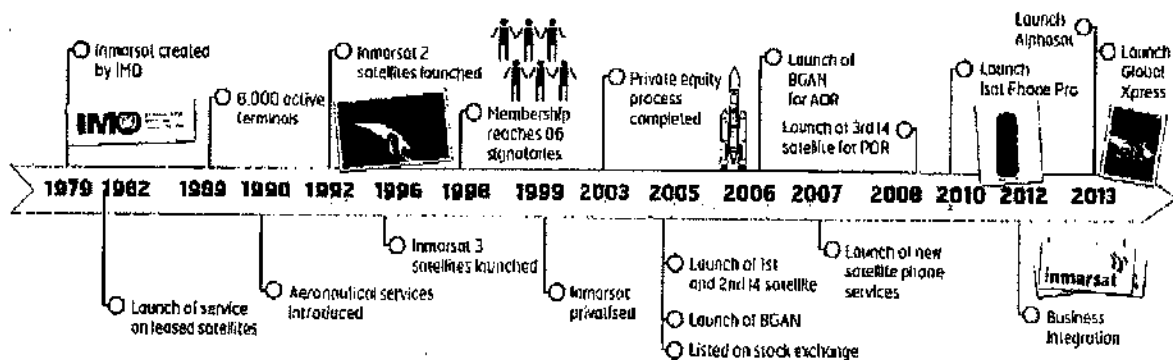 Inmarsat created
by IMO
IMO
6,000 active
terminals
Inmarsat 2
satellites launched
Membership
reaches 86
signatories
Private equity
process
completed
Launch of
BGAN
for AOR
Launch of 3rd I4
satellite for POR
Launch
Isat Phone Pro
Launch
Alphasat
Launch
Global
Xpress
1979 1982 1989 1990 1992 1996 1998 1999 2003 2005 2006 2007 2008 2010 2012 2013
Launch of service
on leased satellites
Aeronautical services
introduced
Inmarsat 3
satellites launched
Inmarsat
privatised
Launch of 1st
and 2nd I4 satellite
Launch of BGAN
Listed on stock exchange
Launch of new
satellite phone
services
inmarsat
Business
Integration